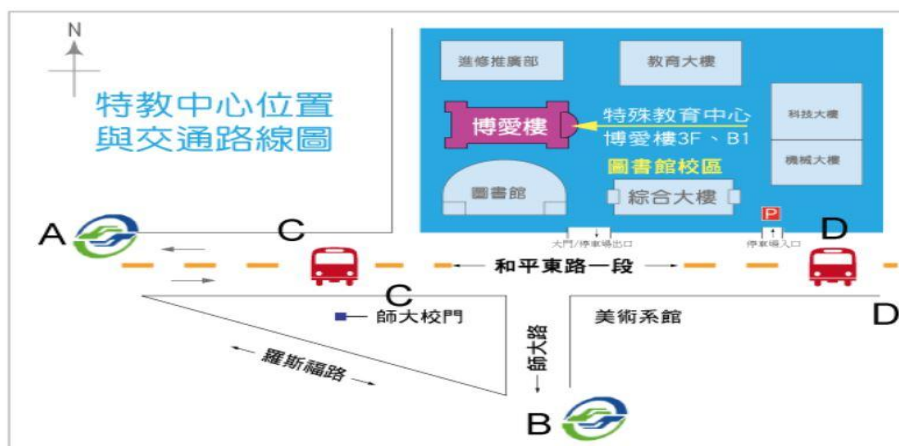 N
特教中心位置
與交通路線圖
進修推廣部
教育大樓
博愛樓
特殊教育中心
博愛樓3F、B1
科技大樓
圖書館校區
機械大樓
圖書館
綜合大樓
P
A
C
大門/停車場出口
停車場入口
D
和平東路一段
C
師大校門
美術系館
D
羅斯福路
師大路
B